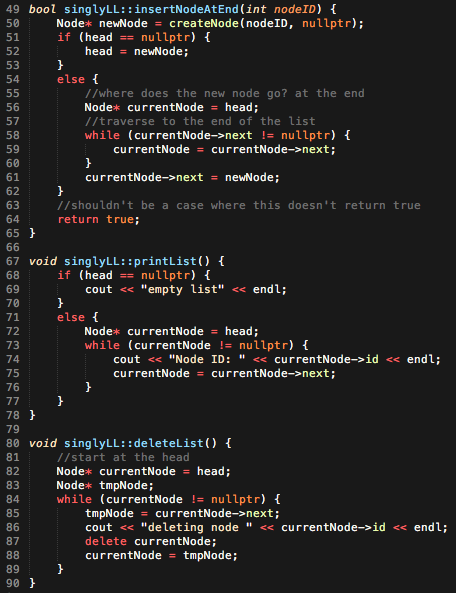 49 bool singlyLL::insertNodeAtEnd(int nodeID) {
50     Node* newNode = createNode(nodeID, nullptr);
51     if (head == nullptr) {
52         head = newNode;
53     }
54     else {
55         //where does the new node go? at the end
56         Node* currentNode = head;
57         //traverse to the end of the list
58         while (currentNode->next != nullptr) {
59             currentNode = currentNode->next;
60         }
61         currentNode->next = newNode;
62     }
63     //shouldn't be a case where this doesn't return true
64     return true;
65 }
66
67 void singlyLL::printList() {
68     if (head == nullptr) {
69         cout << "empty list" << endl;
70     }
71     else {
72         Node* currentNode = head;
73         while (currentNode != nullptr) {
74             cout << "Node ID: " << currentNode->id << endl;
75             currentNode = currentNode->next;
76         }
77     }
78 }
79
80 void singlyLL::deleteList() {
81     //start at the head
82     Node* currentNode = head;
83     Node* tmpNode;
84     while (currentNode != nullptr) {
85         tmpNode = currentNode->next;
86         cout << "deleting node " << currentNode->id << endl;
87         delete currentNode;
88         currentNode = tmpNode;
89     }
90 }